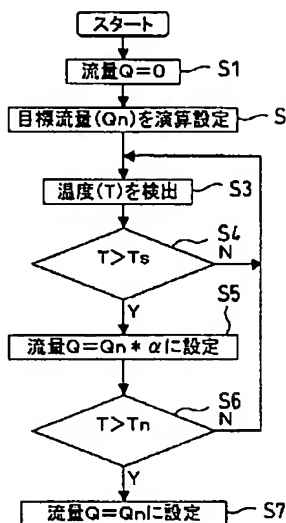 スタート
流量Q=0 S1
目標流量(Qn)を演算設定 S
温度(T)を検出 S3
T>Ts S4
N
Y
S5
流量Q=Qn*αに設定
T>Tn S6
N
Y
流量Q=Qnに設定 S7